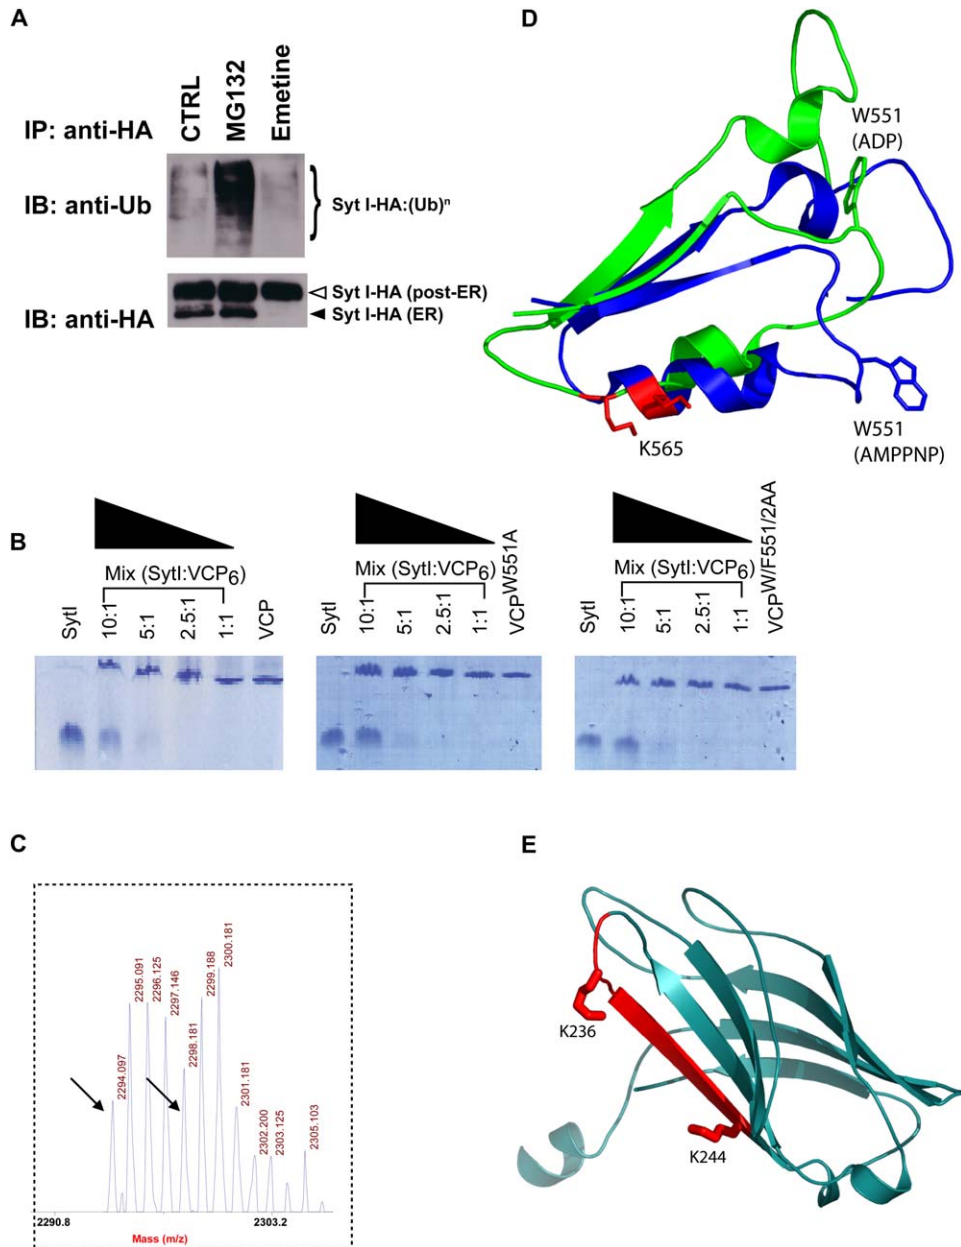 A
CTRL
MG132
Emetine
IP: anti-HA
IB: anti-Ub
Syt I-HA:(Ub)ⁿ
IB: anti-HA
Syt I-HA (post-ER)
Syt I-HA (ER)
D
W551
(ADP)
K565
W551
(AMPPNP)
B
Mix (SytI:VCP6)
SytI
10:1
5:1
2.5:1
1:1
VCP
Mix (SytI:VCP6)
SytI
10:1
5:1
2.5:1
1:1
VCPW551A
Mix (SytI:VCP6)
SytI
10:1
5:1
2.5:1
1:1
VCPW/F551/2AA
C
2294.097
2295.091
2296.125
2297.146
2298.181
2299.188
2300.181
2301.181
2302.200
2303.125
2305.103
2290.8
2303.2
Mass (m/z)
E
K236
K244